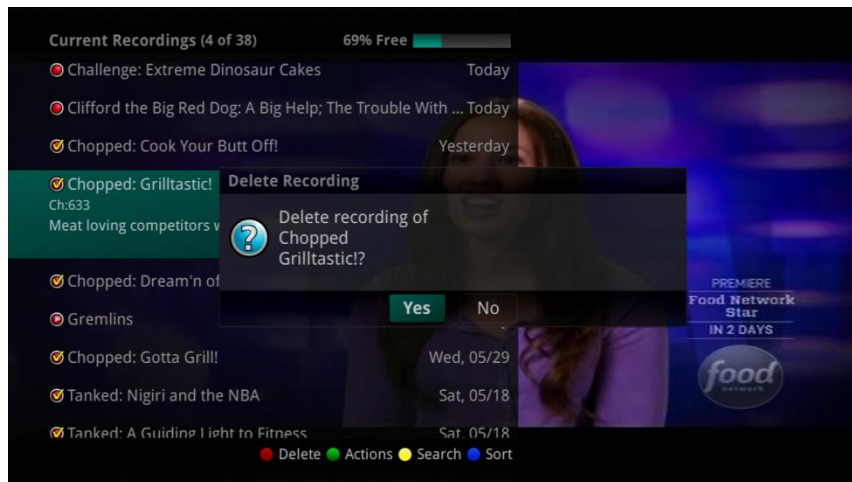 Current Recordings (4 of 38) 69% Free
Challenge: Extreme Dinosaur Cakes Today
Clifford the Big Red Dog: A Big Help; The Trouble With ... Today
Chopped: Cook Your Butt Off! Yesterday
Chopped: Grilltastic!
Ch:633
Meat loving competitors
Delete Recording
Delete recording of
Chopped
Grilltastic!?
Yes No
Chopped: Dream'n of
Gremlins
Chopped: Gotta Grill! Wed, 05/29
Tanked: Nigiri and the NBA Sat, 05/18
Tanked: A Guiding Light to Fitness Sat, 05/18
Delete Actions Search Sort
PREMIERE
Food Network
Star
IN 2 DAYS
food
network